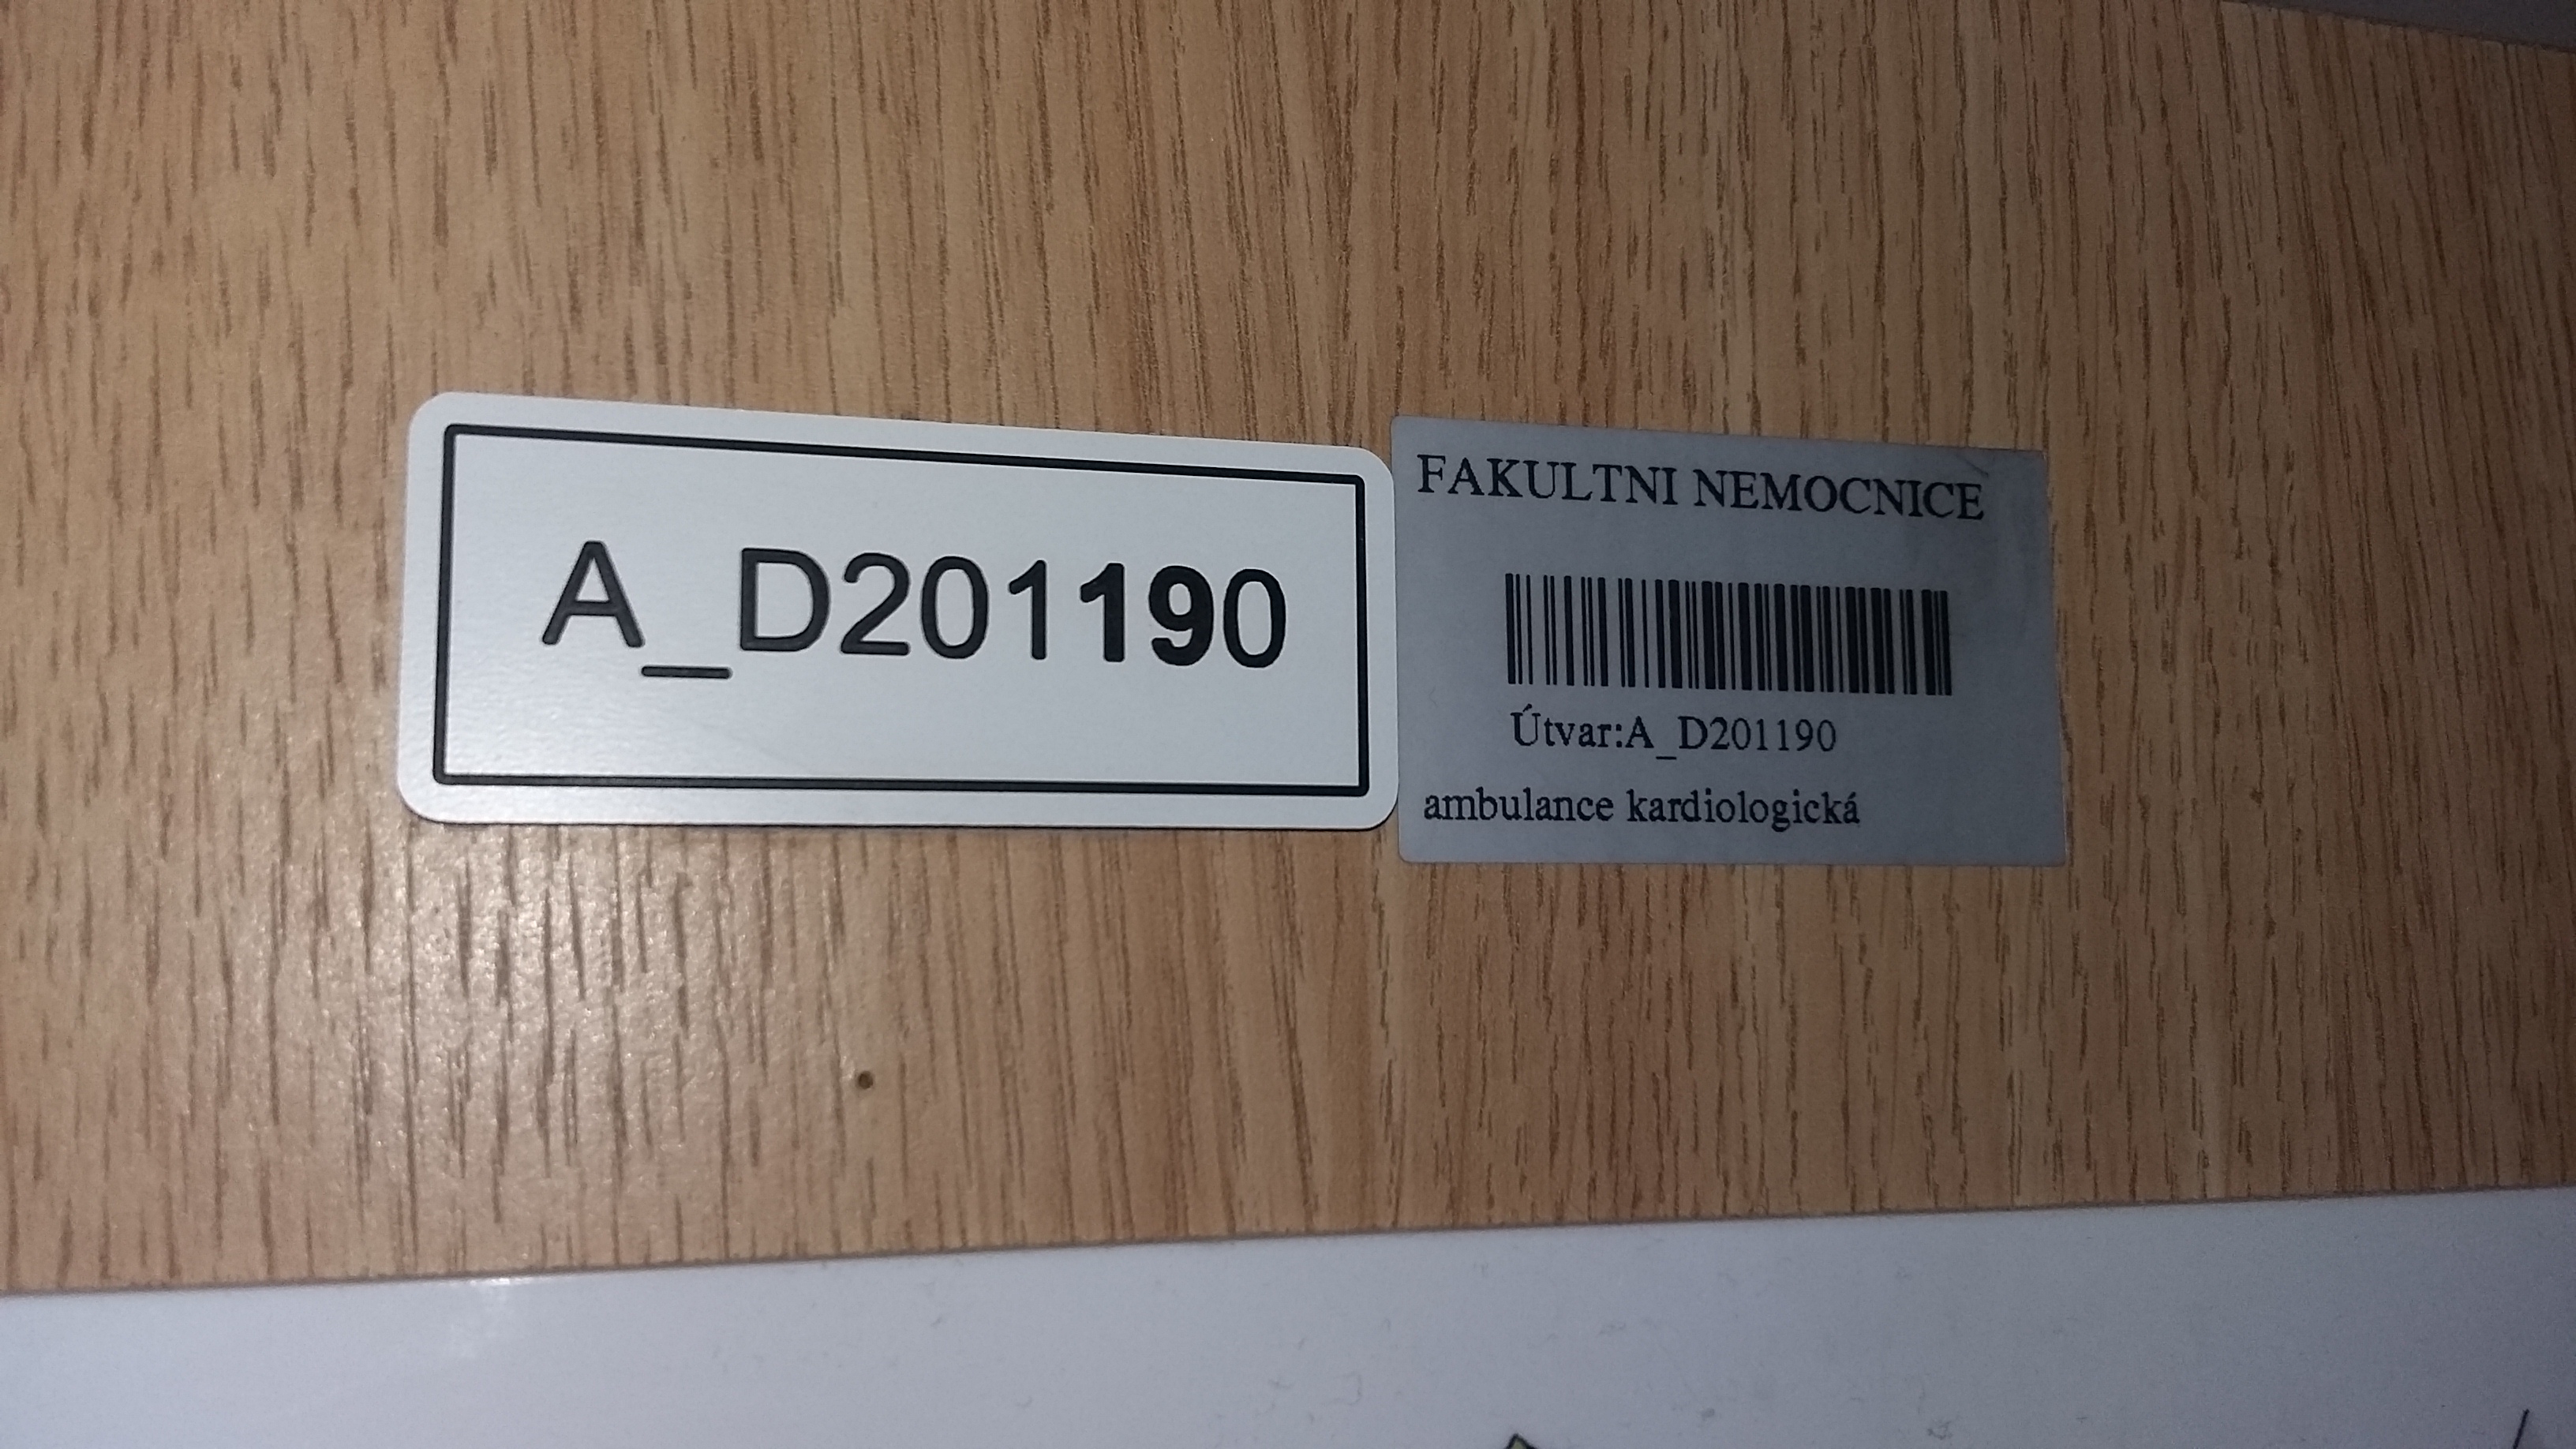 A_D201190
FAKULTNI NEMOCNICE
Útvar:A_D201190
ambulance kardiologická